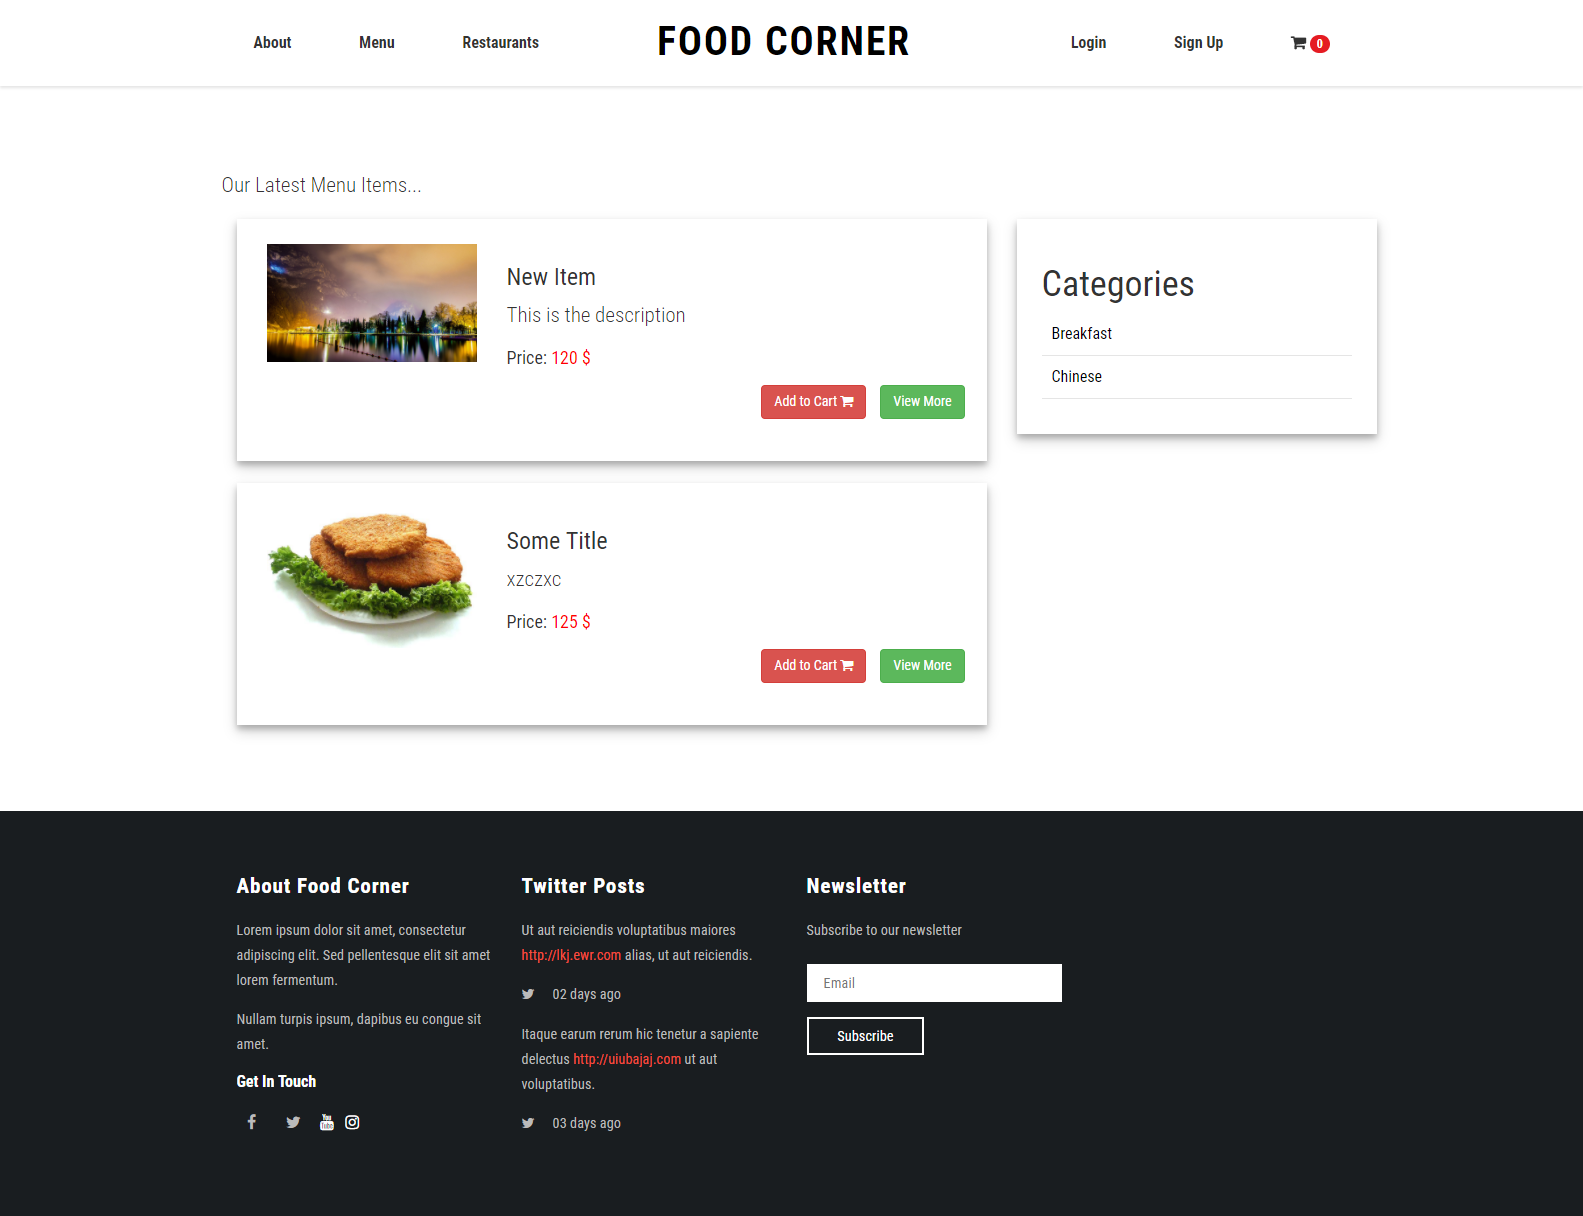 About
Menu
Restaurants
FOOD CORNER
Login
Sign Up
0
Our Latest Menu Items...
New Item
This is the description
Price: 120 $
Add to Cart
View More
Some Title
XZCZXC
Price: 125 $
Add to Cart
View More
Categories
Breakfast
Chinese
About Food Corner
Lorem ipsum dolor sit amet, consectetur
adipiscing elit. Sed pellentesque elit sit amet
lorem fermentum.
Nullam turpis ipsum, dapibus eu congue sit
amet.
Get In Touch
You
Tube
Twitter Posts
Ut aut reiciendis voluptatibus maiores
http://lkj.ewr.com alias, ut aut reiciendis.
02 days ago
Itaque earum rerum hic tenetur a sapiente
delectus http://uiubajaj.com ut aut
voluptatibus.
03 days ago
Newsletter
Subscribe to our newsletter
Email
Subscribe